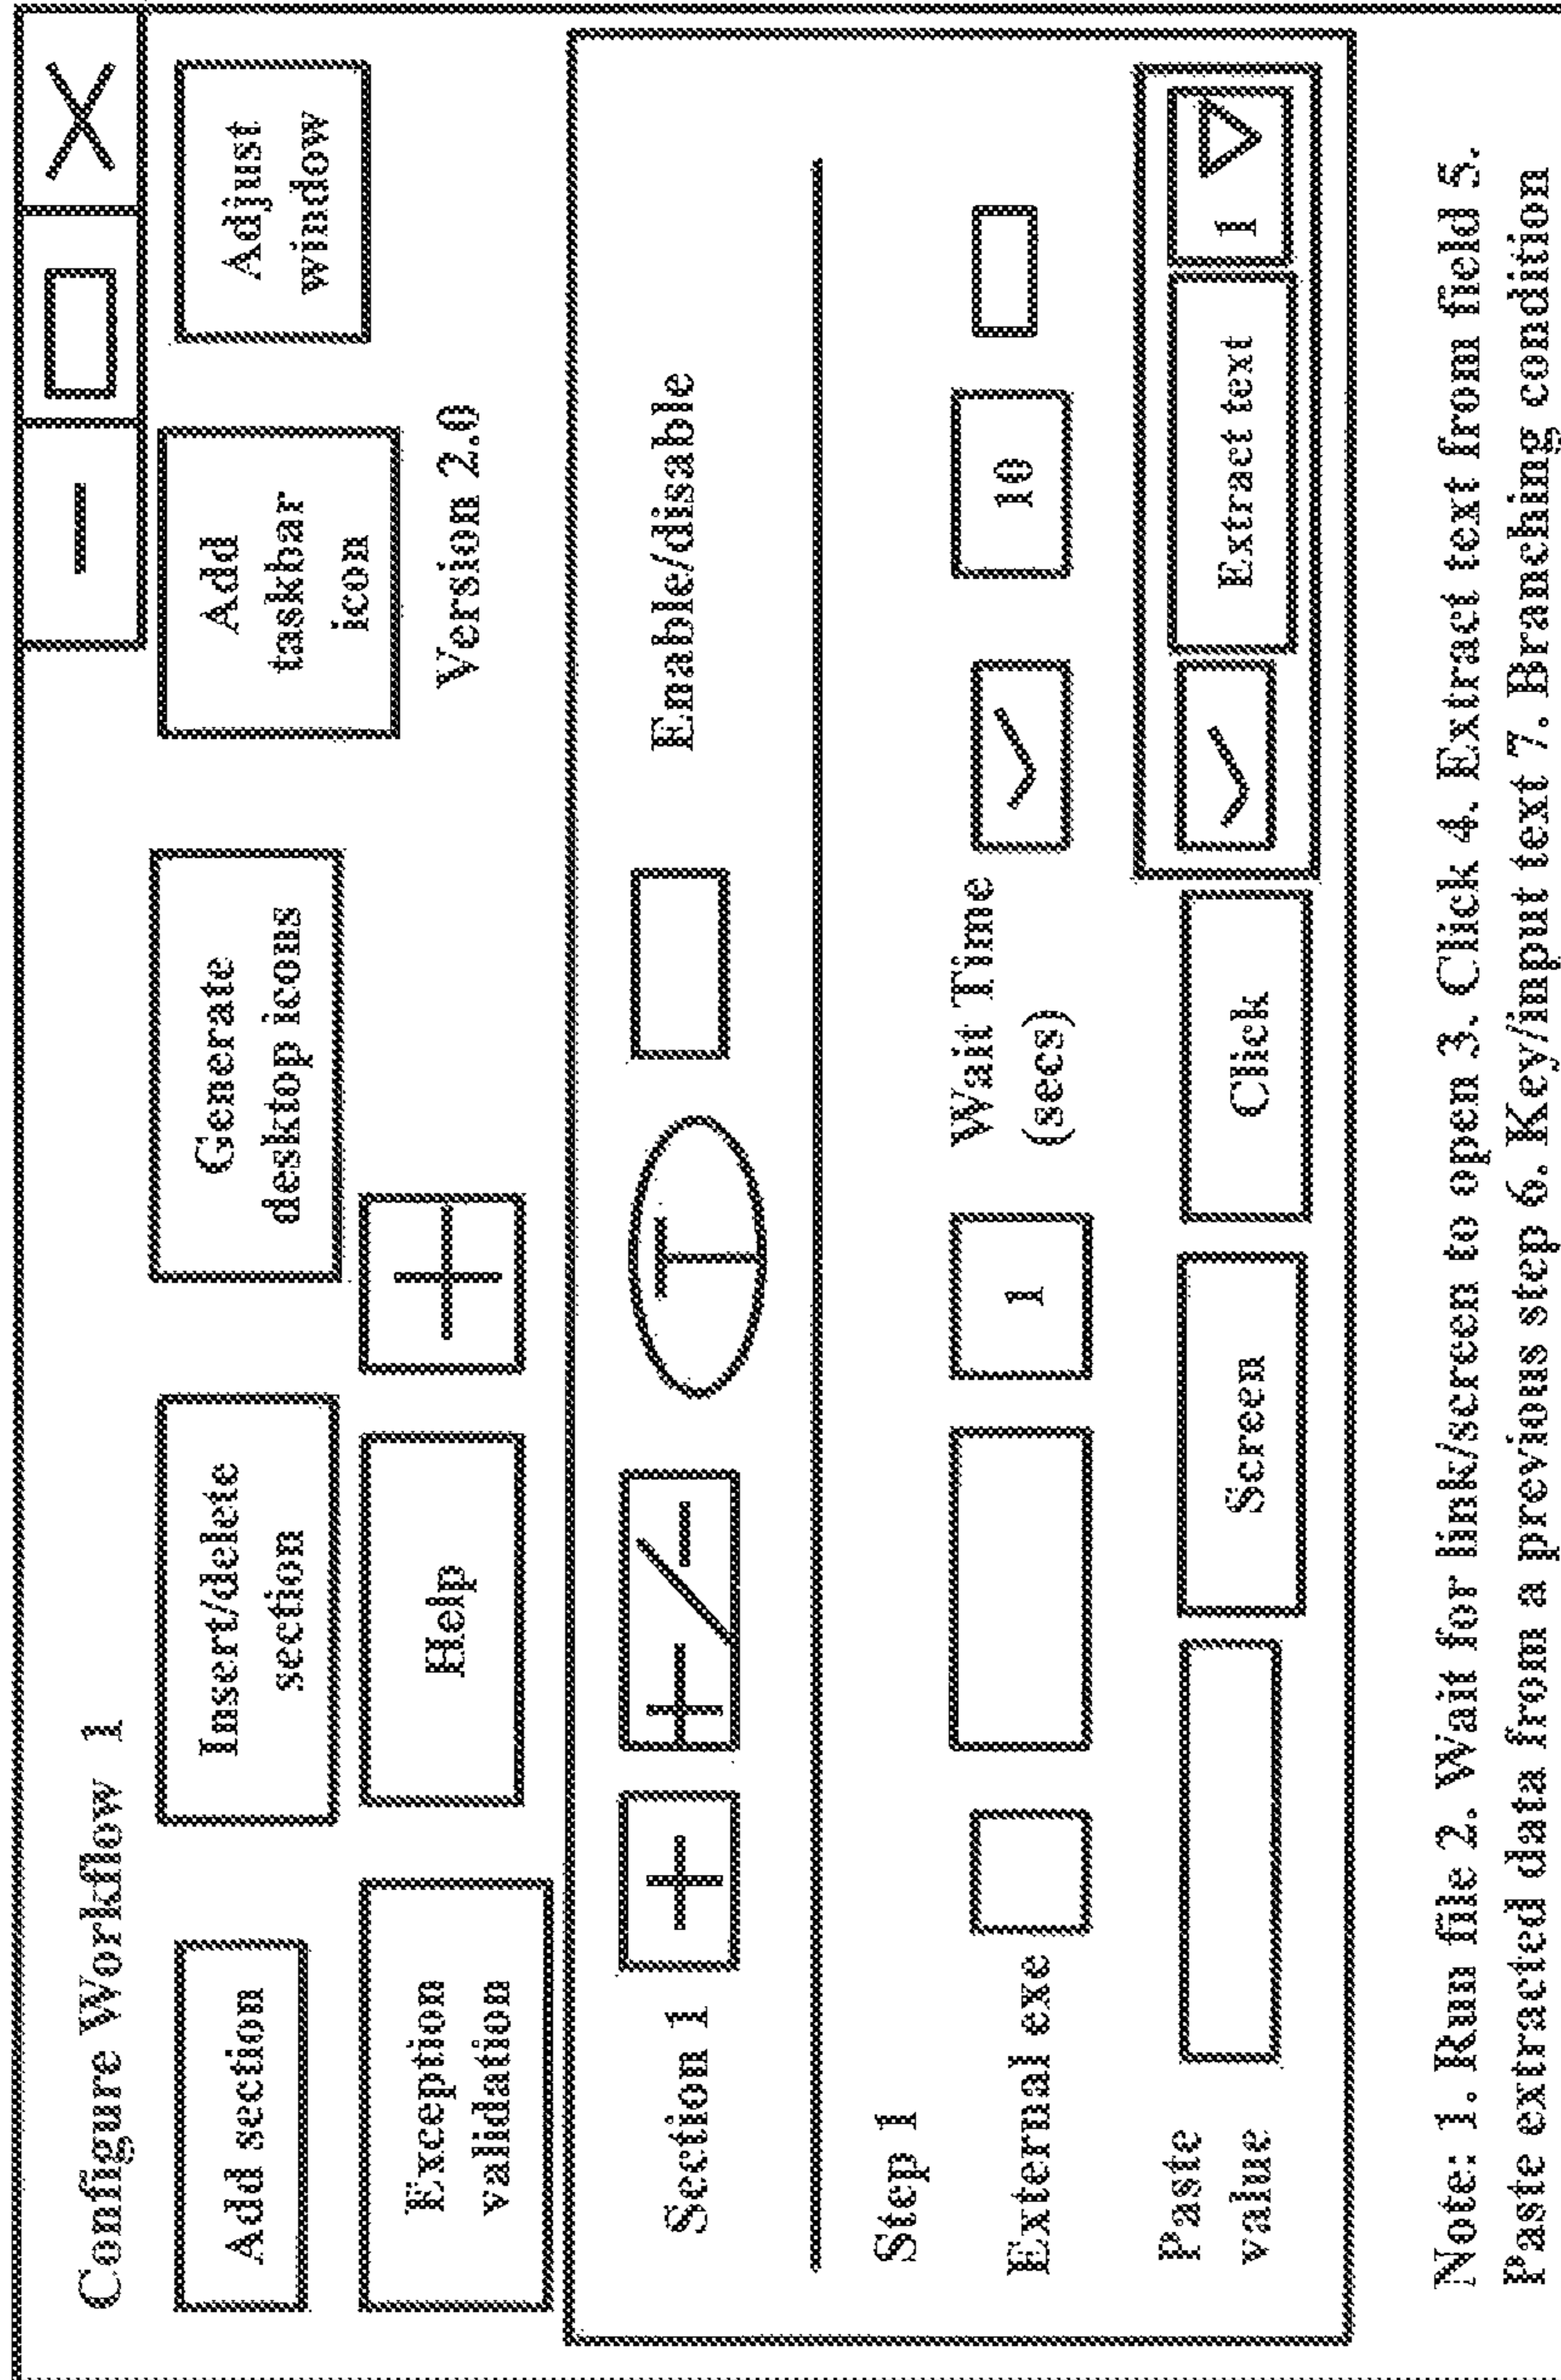 Configure Workflow 1
Add section
Insert/delete
section
Generate
desktop icons
Add
taskbar
icon
Adjust
window
Exception
validation
Help
Version 2.0
Section 1
+/-
T
Enable/disable
Step 1
External exe
1
Wait Time
(secs)
10
Paste
value
Screen
Click
Extract text
1
Note: 1. Run file 2. Wait for link/screen to open 3. Click 4. Extract text from field 5.
Paste extracted data from a previous step 6. Key/input text 7. Branching condition